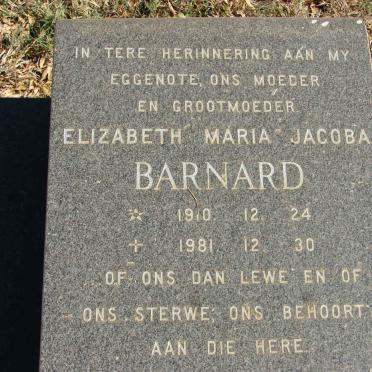 IN TERE HERINNERING AAN MY
EGGENOTE, ONS MOEDER
EN GROOTMOEDER
ELIZABETH MARIA JACOBA
BARNARD
☆ 1910. 12. 24
+ 1981. 12. 30
...OF ONS DAN LEWE EN OF
ONS STERWE: ONS BEHOORT
AAN DIE HERE.